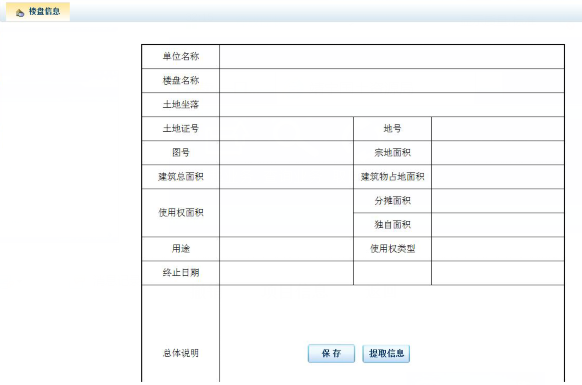 楼盘信息
单位名称
楼盘名称
土地坐落
土地证号 地号
图号 宗地面积
建筑总面积 建筑物占地面积
使用权面积 分摊面积
独自面积
用途 使用权类型
终止日期
总体说明 保存 提取信息